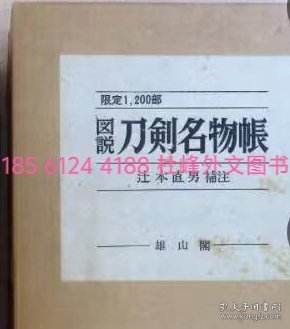 限定1,200部
図説 刀剣名物帳
185 6124 4188 杜峰外文图书
辻本直男補注
雄山閣